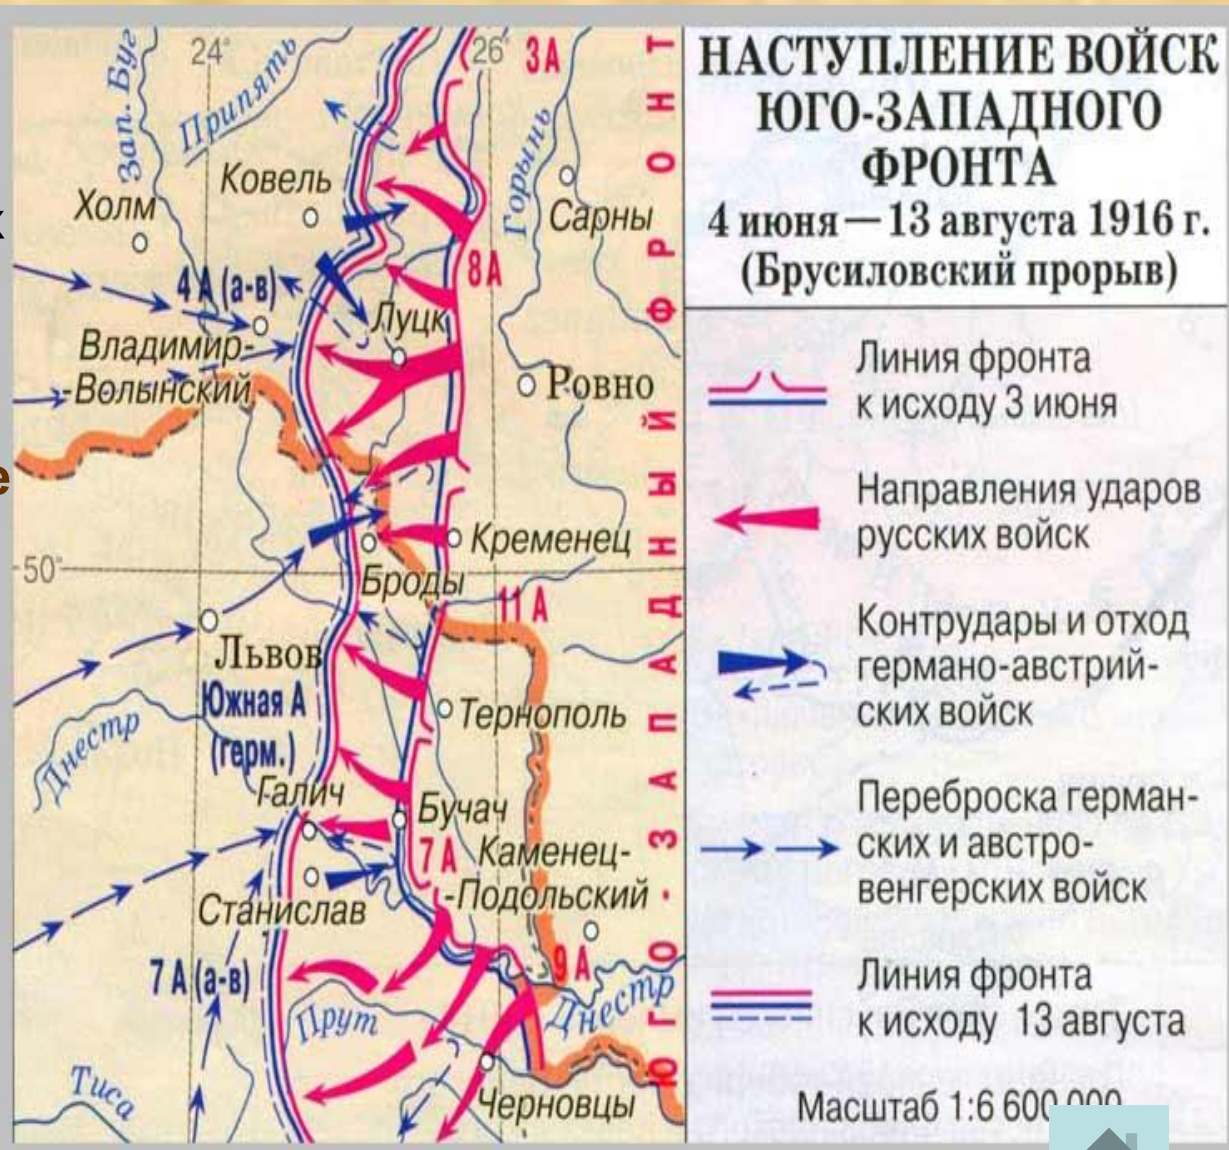 НАСТУПЛЕНИЕ ВОЙСК
ЮГО-ЗАПАДНОГО
ФРОНТА
4 июня — 13 августа 1916 г.
(Брусиловский прорыв)
Линия фронта
к исходу 3 июня
Направления ударов
русских войск
Контрудары и отход
германо-австрий-
ских войск
Переброска герман-
ских и австро-
венгерских войск
Линия фронта
к исходу 13 августа
Масштаб 1:6 600 000
24°
26°
3А
Зап. Буг
Припять
Горынь
Ковель
Холм
Сарны
к
8А
4 А (а-в)
Луцк
Владимир-
-Волынский
Ровно
е
Кременец
50°
Броды
11 А
Львов
Южная А
(герм.)
Тернополь
Днестр
Галич
Бучач
7 А
Каменец-
-Подольский
Станислав
9 А
7 А (а-в)
Прут
Днестр
Тиса
Черновцы
ЮГО-ЗАПАДНЫЙ ФРОНТ